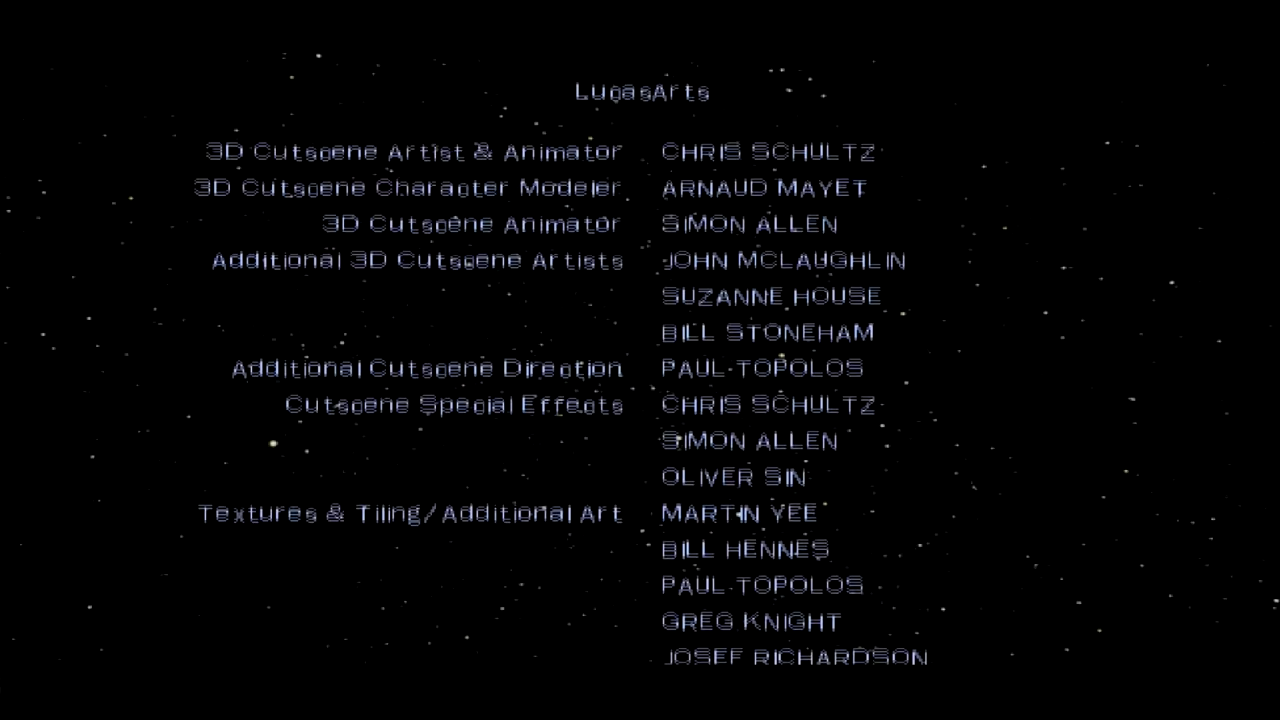 LucasArts
3D Cutscene Artist & Animator CHRIS SCHULTZ
3D Cutscene Character Modeler ARNAUD MAYET
3D Cutscene Animator SIMON ALLEN
Additional 3D Cutscene Artists JOHN MCLAUGHLIN
SUZANNE HOUSE
BILL STONEHAM
Additional Cutscene Direction PAUL TOPOLOS
Cutscene Special Effects CHRIS SCHULTZ
SIMON ALLEN
OLIVER SIN
Textures & Tiling/Additional Art MARTIN YEE
BILL HENNES
PAUL TOPOLOS
GREG KNIGHT
JOSEF RICHARDSON